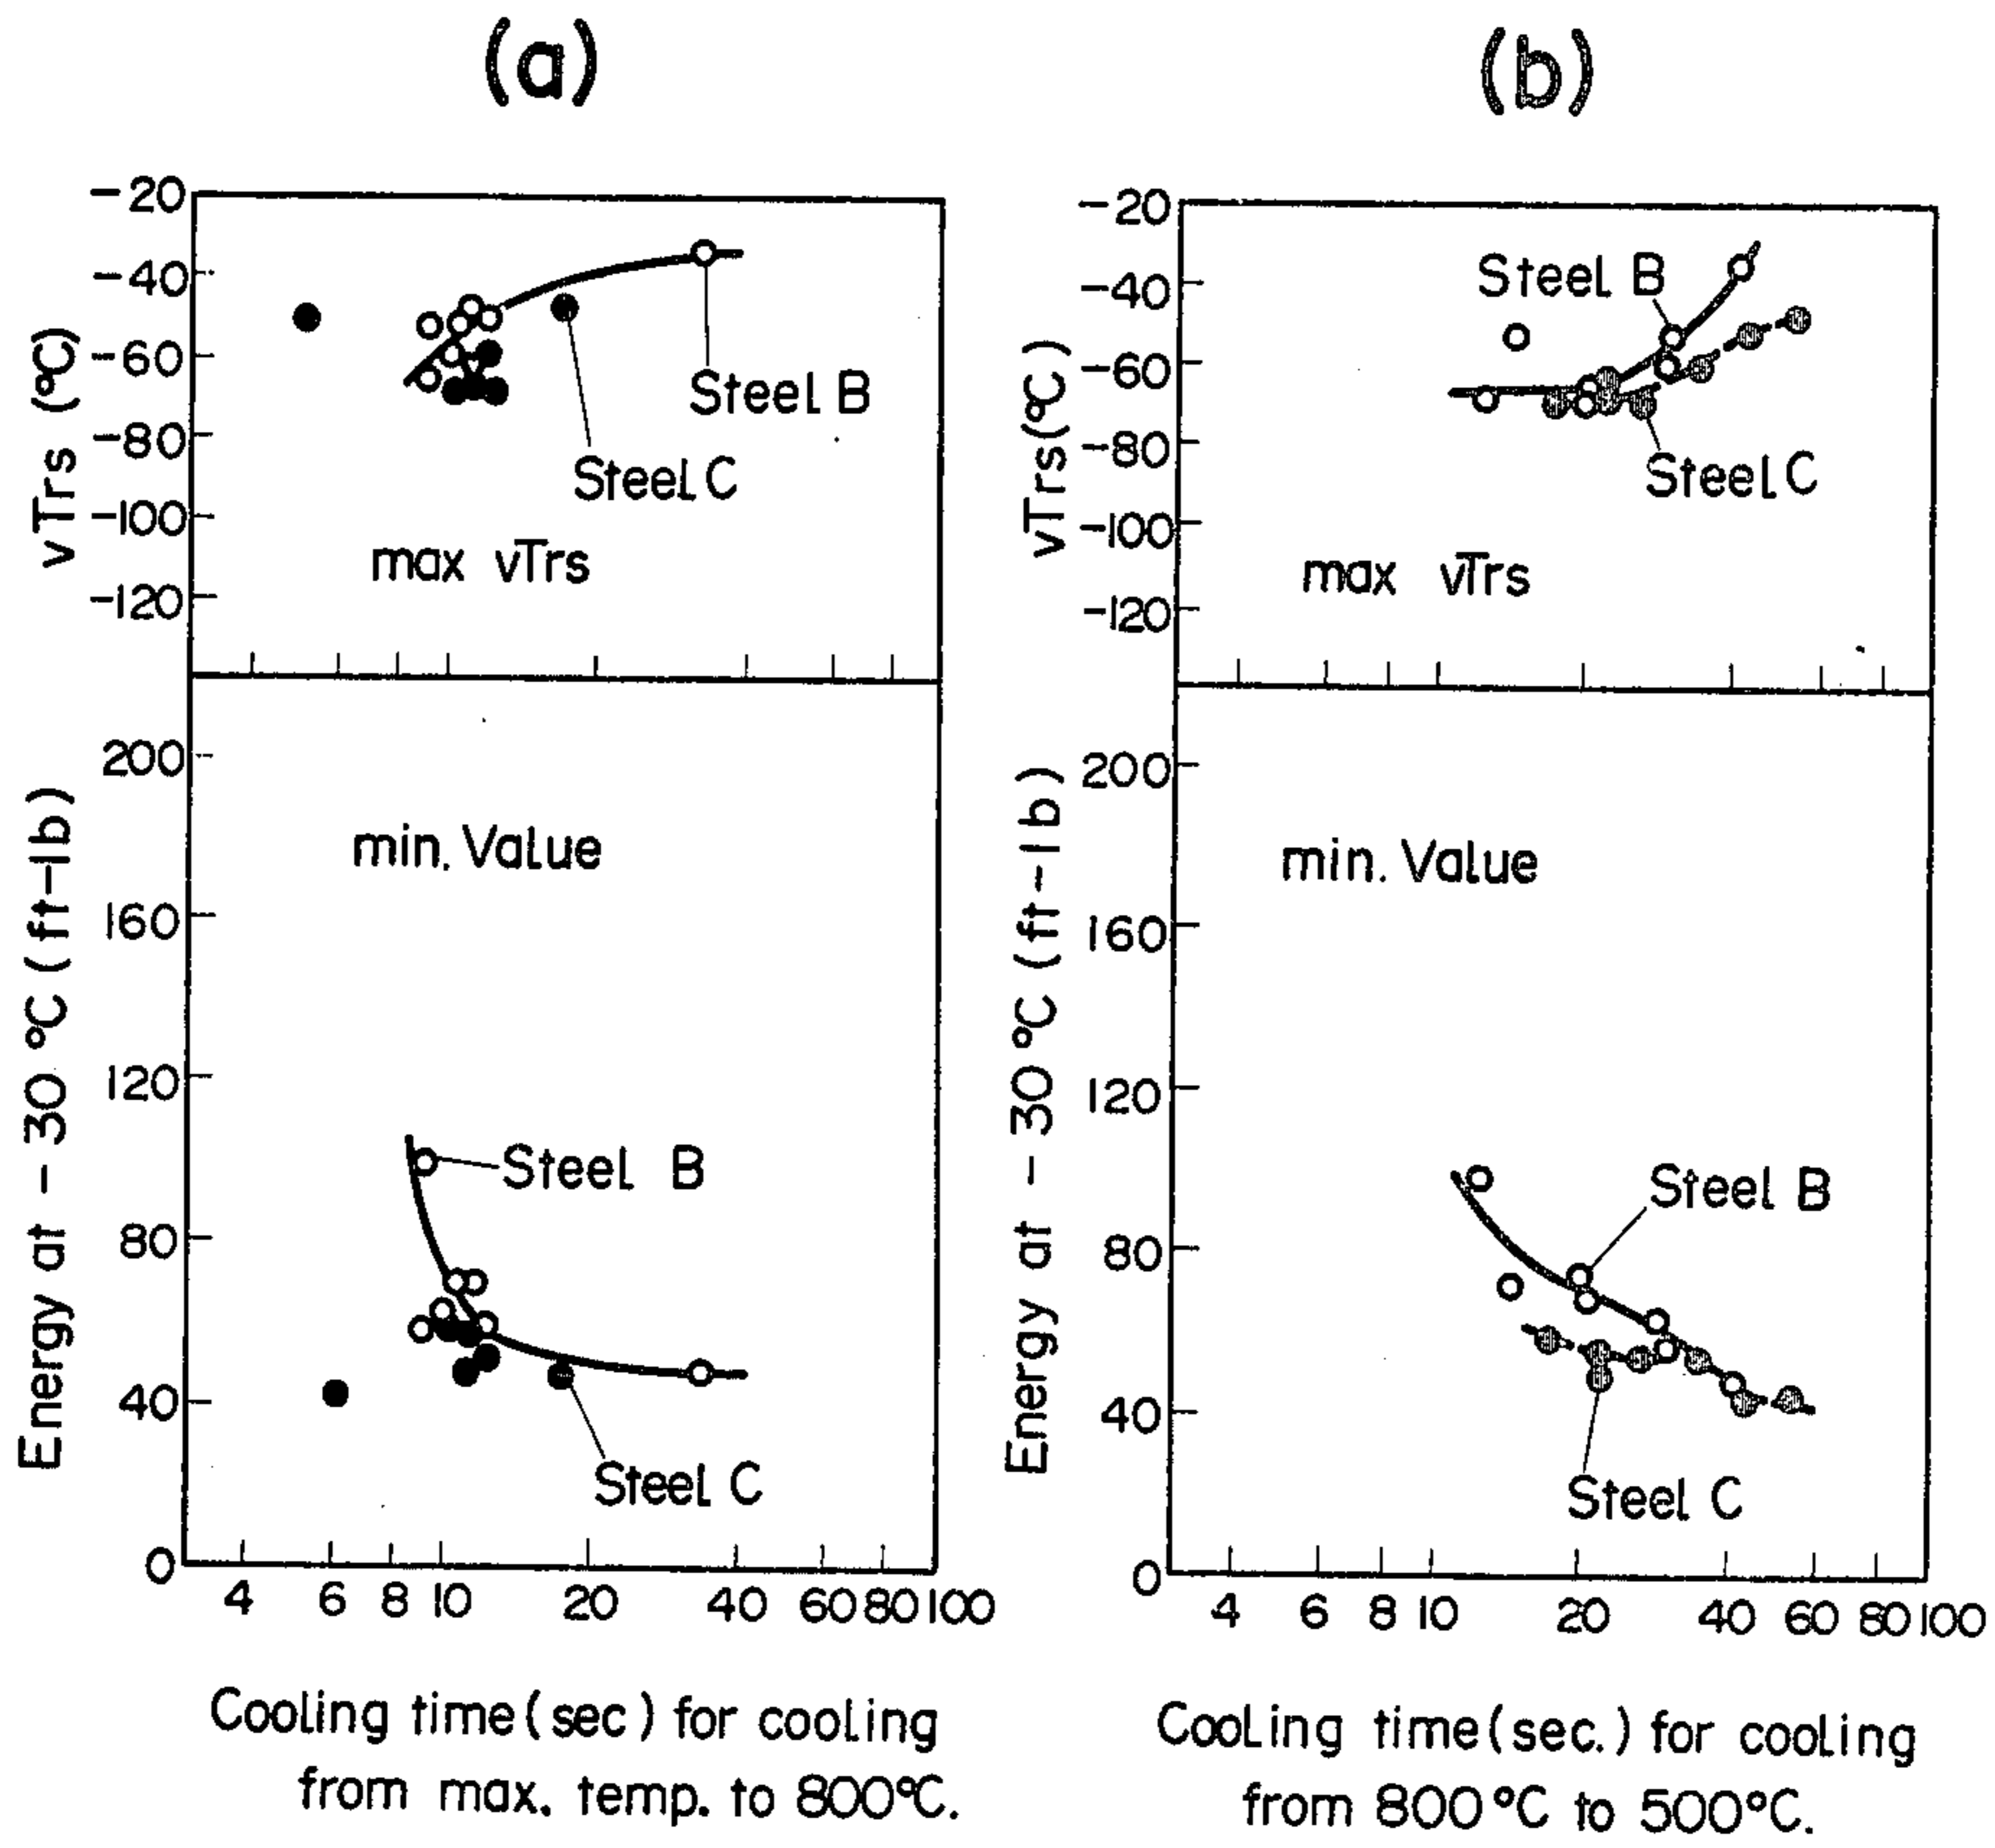 (a)
-20
-40
-60
-80
-100
-120
vTrs (°C)
Steel B
Steel C
max vTrs
200
160
120
80
40
0
Energy at -30 °C (ft-lb)
min. Value
Steel B
Steel C
4 6 8 10 20 40 60 80 100
Cooling time (sec) for cooling
from max. temp. to 800°C.
(b)
-20
-40
-60
-80
-100
-120
vTrs (°C)
Steel B
Steel C
max vTrs
200
160
120
80
40
0
Energy at -30 °C (ft-lb)
min. Value
Steel B
Steel C
4 6 8 10 20 40 60 80 100
Cooling time (sec.) for cooling
from 800°C to 500°C.